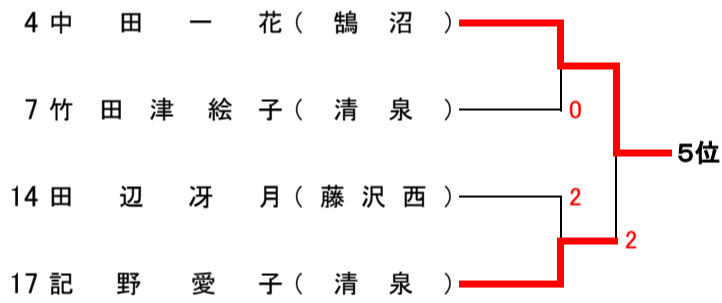 4 中田一花(鵠沼)
7 竹田津絵子(清泉)
0
5位
14 田辺冴月(藤沢西)
2
2
17 記野愛子(清泉)